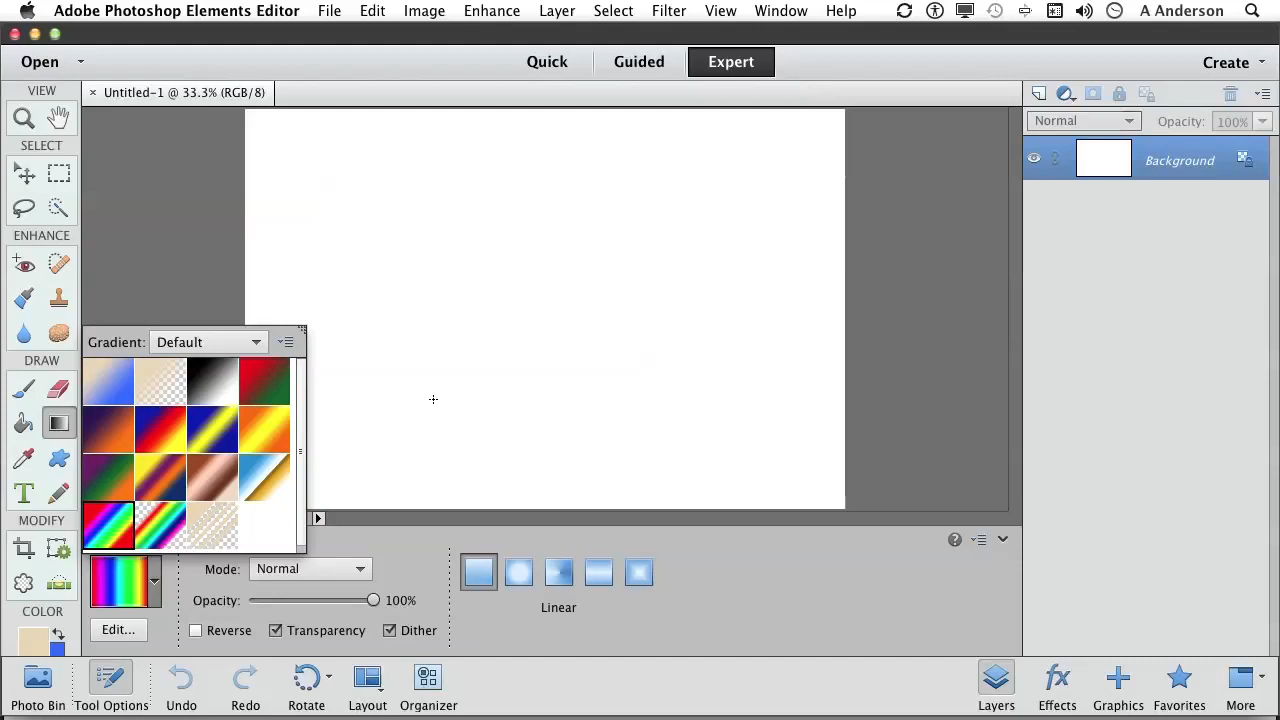 Adobe Photoshop Elements Editor File Edit Image Enhance Layer Select Filter View Window Help A Anderson
Open Quick Guided Expert Create
VIEW
× Untitled-1 @ 33.3% (RGB/8)
Normal Opacity: 100%
SELECT
Background
ENHANCE
Gradient: Default
DRAW
MODIFY
Mode: Normal
Opacity: 100%
Linear
COLOR
Edit... Reverse Transparency Dither
Photo Bin Tool Options Undo Redo Rotate Layout Organizer Layers Effects Graphics Favorites More